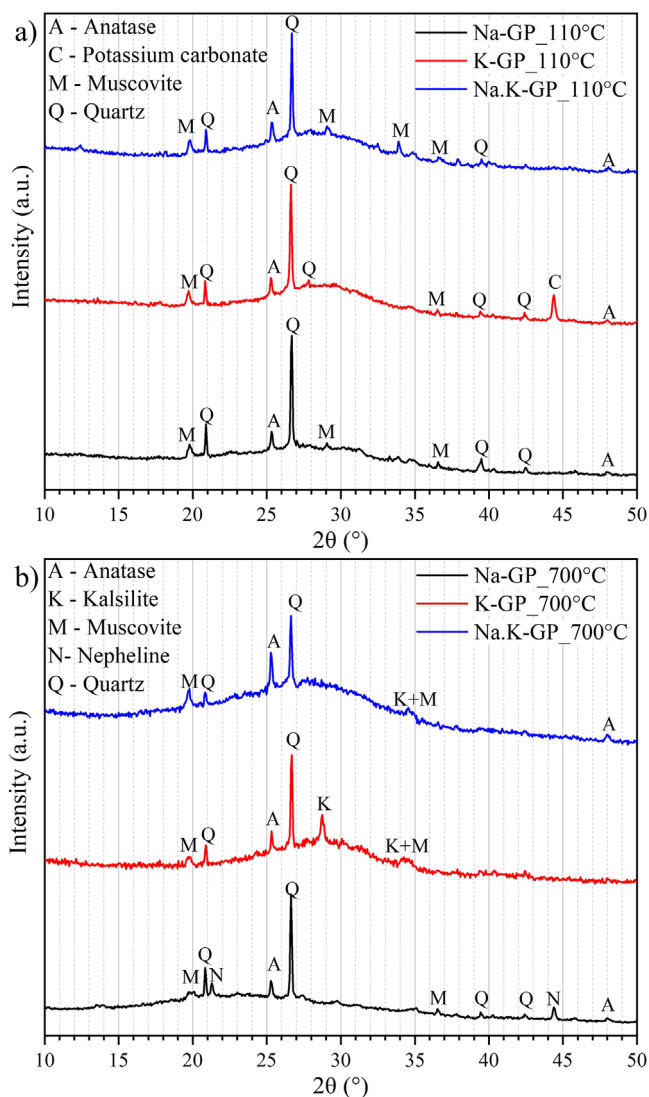 a)
A - Anatase
C - Potassium carbonate
M - Muscovite
Q - Quartz
Na-GP_110°C
K-GP_110°C
Na.K-GP_110°C
M Q A Q M M M Q A
M Q A Q Q M Q Q C A
M Q A Q M M Q Q A
Intensity (a.u.)
10 15 20 25 30 35 40 45 50
2θ (°)
b)
A - Anatase
K - Kalsilite
M - Muscovite
N- Nepheline
Q - Quartz
Na-GP_700°C
K-GP_700°C
Na.K-GP_700°C
M Q A Q K+M A
M Q A Q K K+M
M Q N A Q M Q Q N A
Intensity (a.u.)
10 15 20 25 30 35 40 45 50
2θ (°)